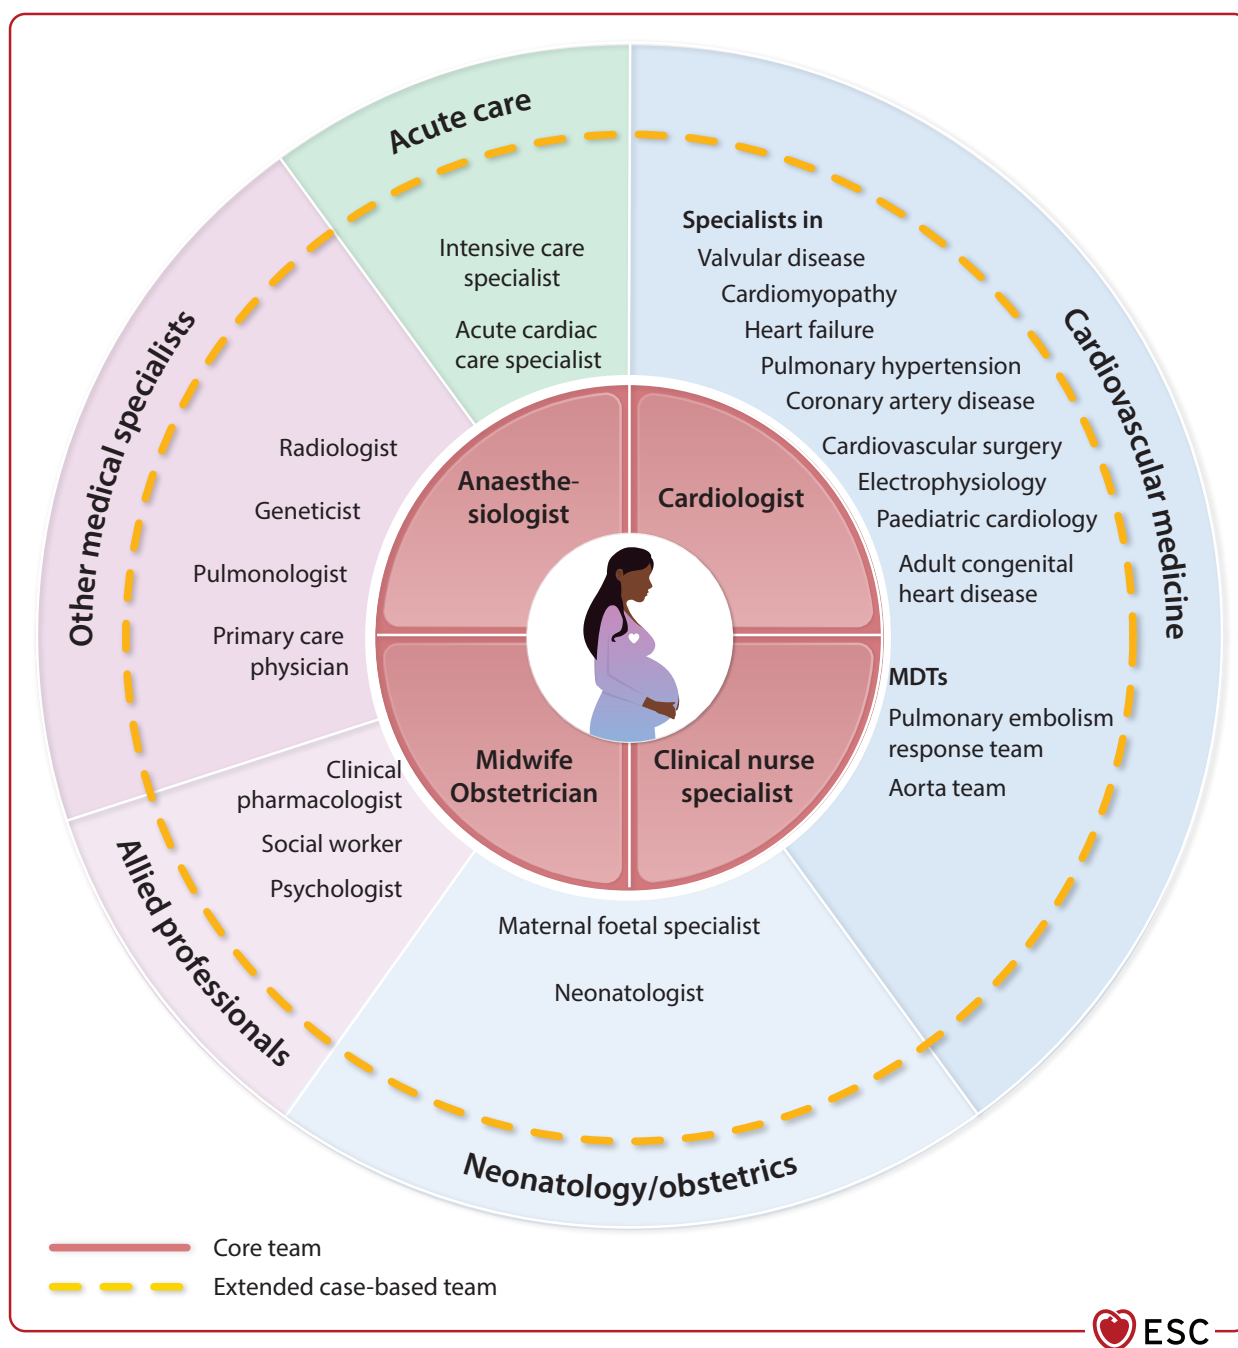 Acute care
Intensive care
specialist
Acute cardiac
care specialist
Cardiovascular medicine
Specialists in
Valvular disease
Cardiomyopathy
Heart failure
Pulmonary hypertension
Coronary artery disease
Cardiovascular surgery
Electrophysiology
Paediatric cardiology
Adult congenital
heart disease
MDTs
Pulmonary embolism
response team
Aorta team
Other medical specialists
Radiologist
Geneticist
Pulmonologist
Primary care
physician
Anaesthe-
siologist
Cardiologist
Midwife
Obstetrician
Clinical nurse
specialist
Allied professionals
Clinical
pharmacologist
Social worker
Psychologist
Maternal foetal specialist
Neonatologist
Neonatology/obstetrics
Core team
Extended case-based team
ESC